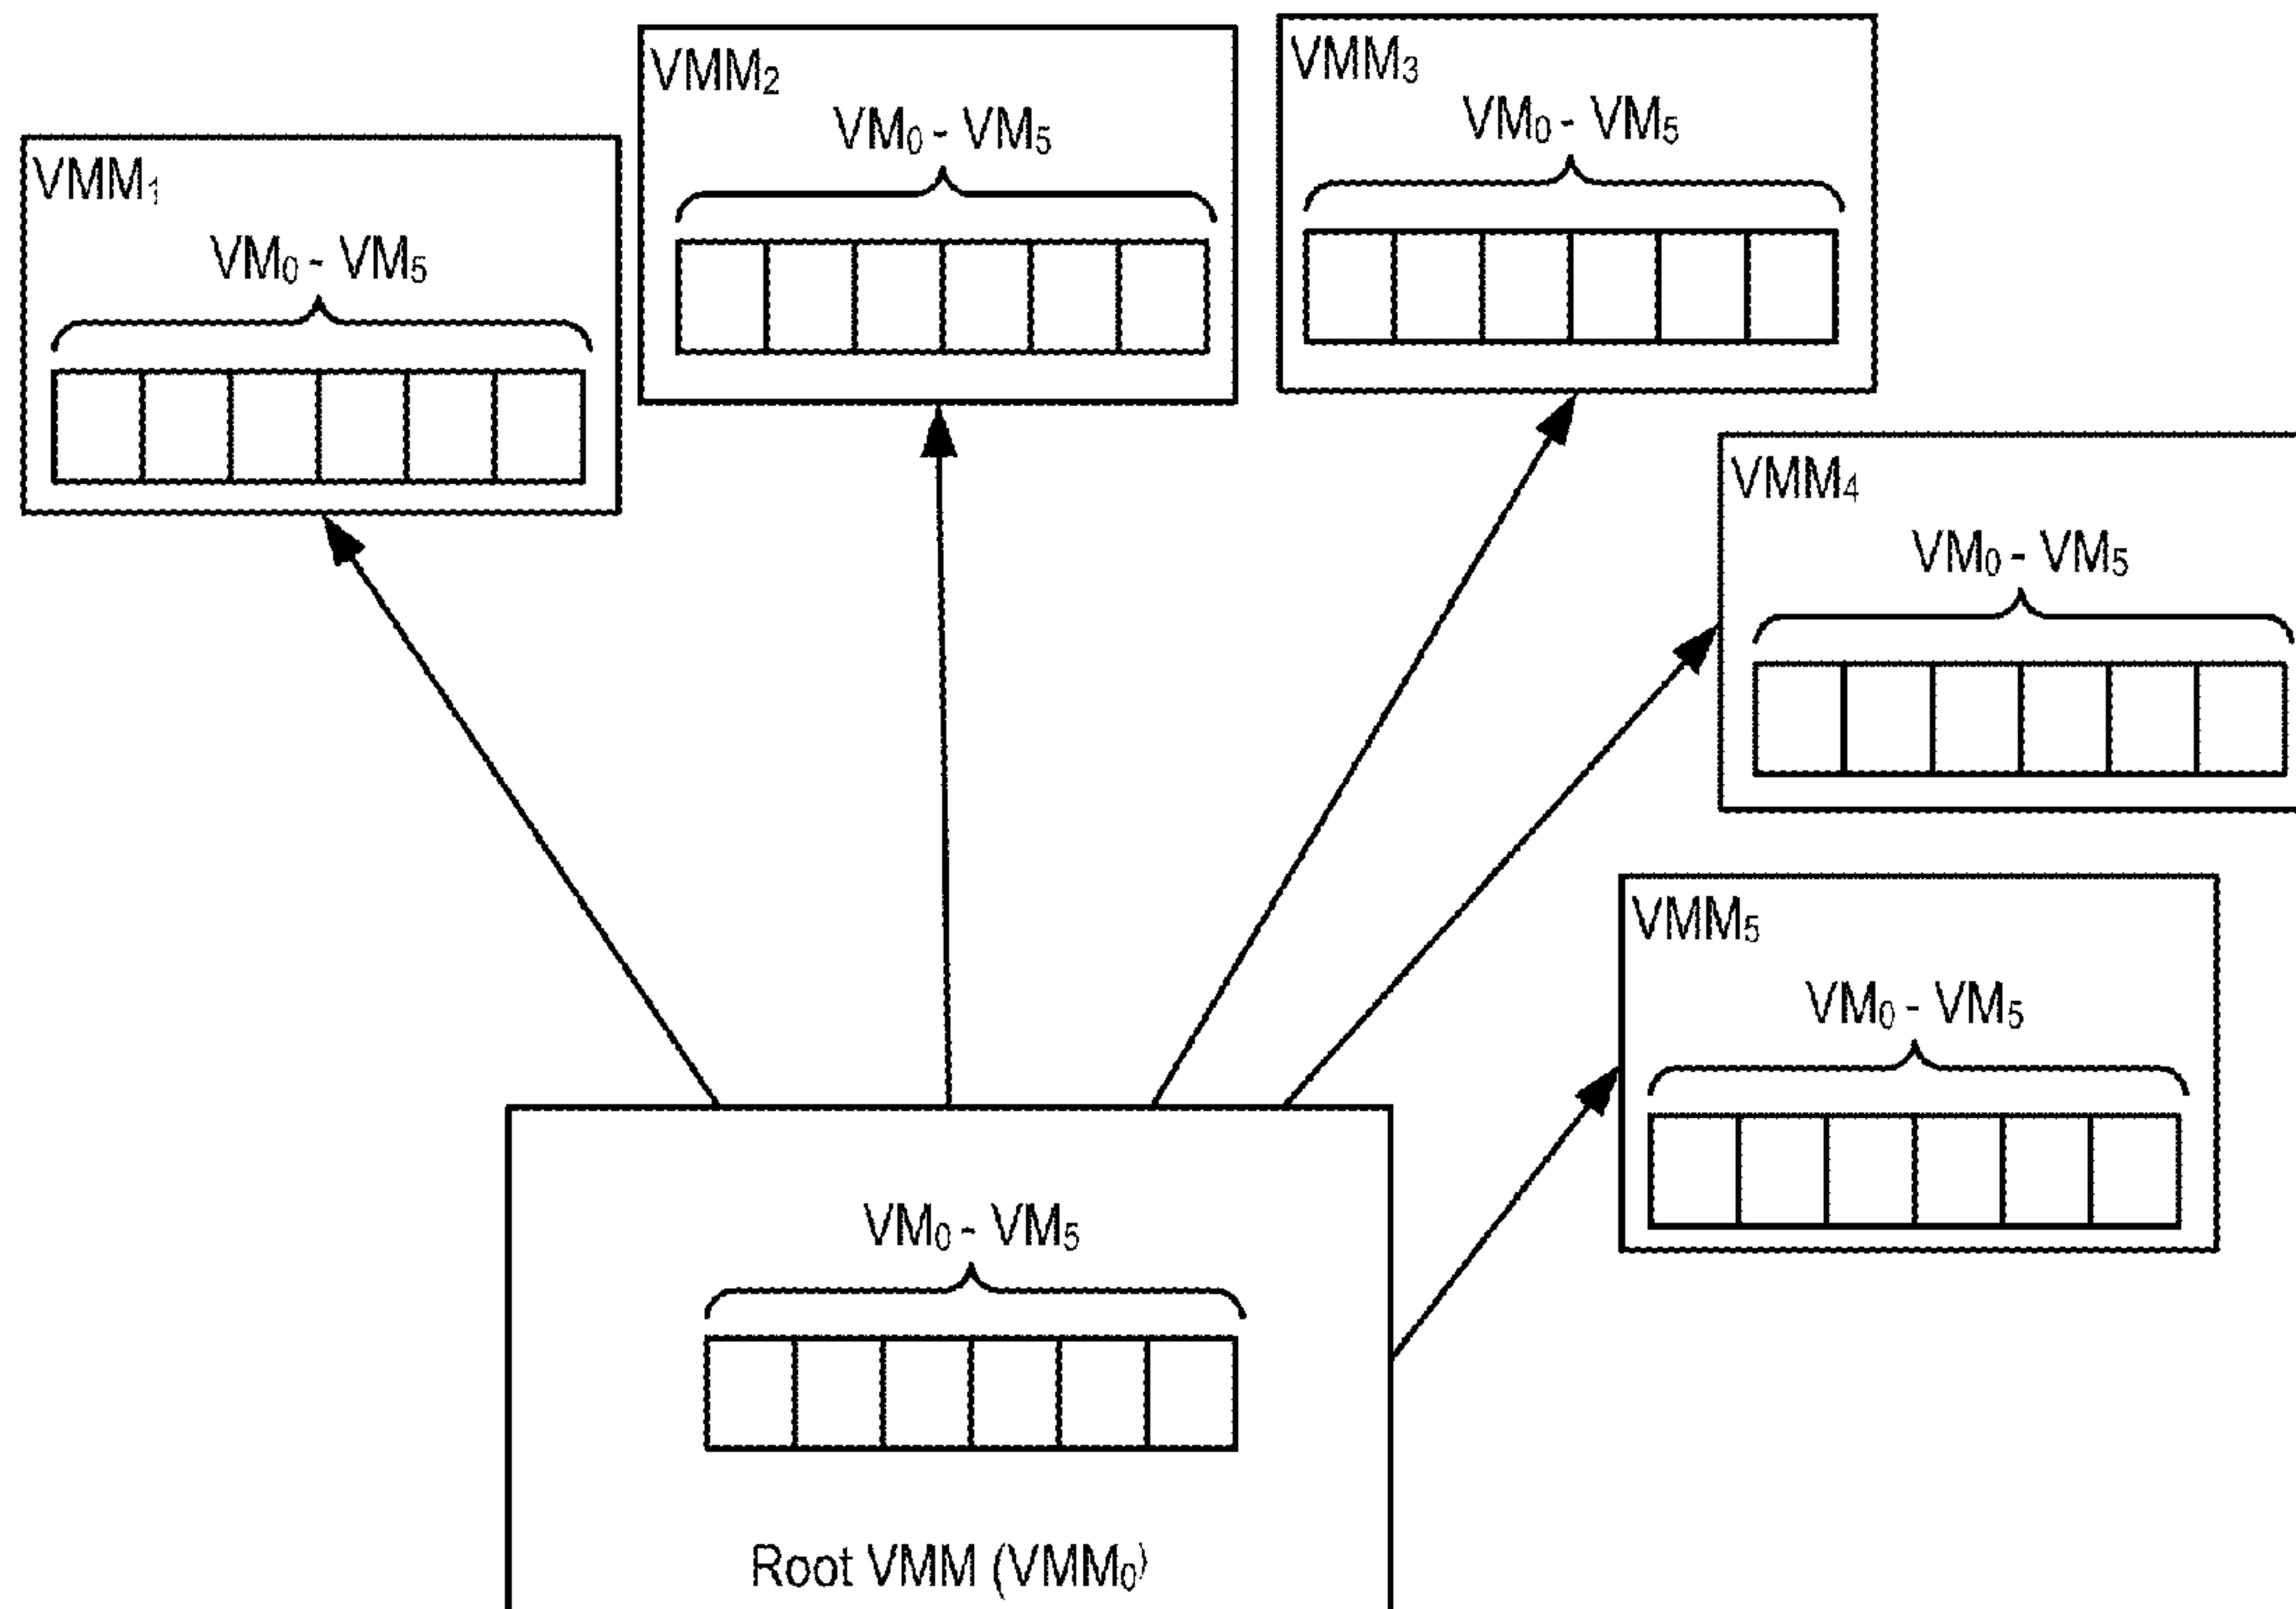 VMM₁
VM₀ - VM₅
VMM₂
VM₀ - VM₅
VMM₃
VM₀ - VM₅
VMM₄
VM₀ - VM₅
VMM₅
VM₀ - VM₅
VM₀ - VM₅
Root VMM (VMM₀)